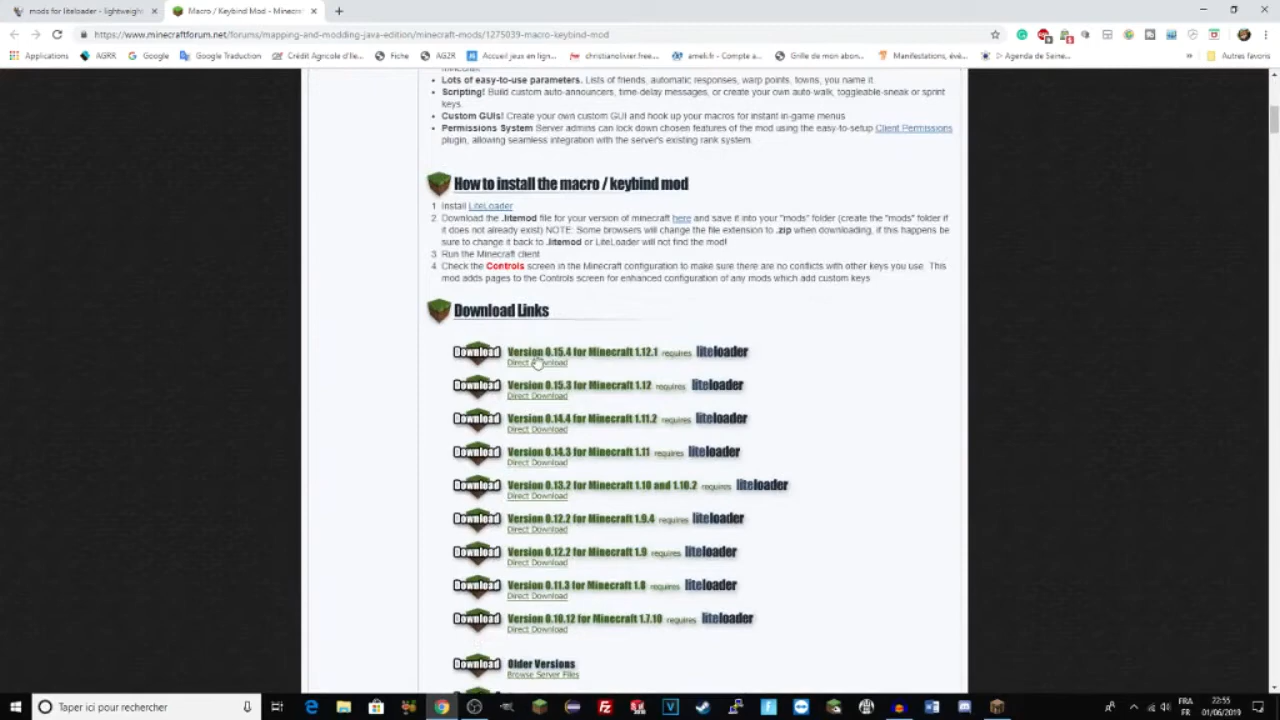 mods for liteloader - lightweight
Macro / Keybind Mod - Minecra
https://www.minecraftforum.net/forums/mapping-and-modding-java-edition/minecraft-mods/1275039-macro-keybind-mod
Applications AGRR Google Google Traduction Crédit Agricole d'Ile... Fiche AG2R Accueil jeux en lign... christianolivier.free... ameli.fr - Compte a... Grille de mon abon... Manifestations, évé... > Agenda de Seine... » Autres favoris
Lots of easy-to-use parameters. Lists of friends, automatic responses, warp points, towns, you name it.
Scripting! Build custom auto-announcers, time-delay messages, or create your own auto-walk, toggleable-sneak or sprint
keys.
Custom GUIs! Create your own custom GUI and hook up your macros for instant in-game menus
Permissions System Server admins can lock down chosen features of the mod using the easy-to-setup Client Permissions
plugin, allowing seamless integration with the server's existing rank system.
How to install the macro / keybind mod
1. Install LiteLoader
2. Download the .litemod file for your version of minecraft here and save it into your "mods" folder (create the "mods" folder if
it does not already exist) NOTE: Some browsers will change the file extension to .zip when downloading, if this happens be
sure to change it back to .litemod or LiteLoader will not find the mod!
3. Run the Minecraft client
4. Check the Controls screen in the Minecraft configuration to make sure there are no conflicts with other keys you use. This
mod adds pages to the Controls screen for enhanced configuration of any mods which add custom keys
Download Links
Download Version 0.15.4 for Minecraft 1.12.1 requires liteloader
Direct Download
Download Version 0.15.3 for Minecraft 1.12 requires liteloader
Direct Download
Download Version 0.14.4 for Minecraft 1.11.2 requires liteloader
Direct Download
Download Version 0.14.3 for Minecraft 1.11 requires liteloader
Direct Download
Download Version 0.13.2 for Minecraft 1.10 and 1.10.2 requires liteloader
Direct Download
Download Version 0.12.2 for Minecraft 1.9.4 requires liteloader
Direct Download
Download Version 0.12.2 for Minecraft 1.9 requires liteloader
Direct Download
Download Version 0.11.3 for Minecraft 1.8 requires liteloader
Direct Download
Download Version 0.10.12 for Minecraft 1.7.10 requires liteloader
Direct Download
Download Older Versions
Browse Server Files
Taper ici pour rechercher
FRA 22:55
FR 01/06/2019